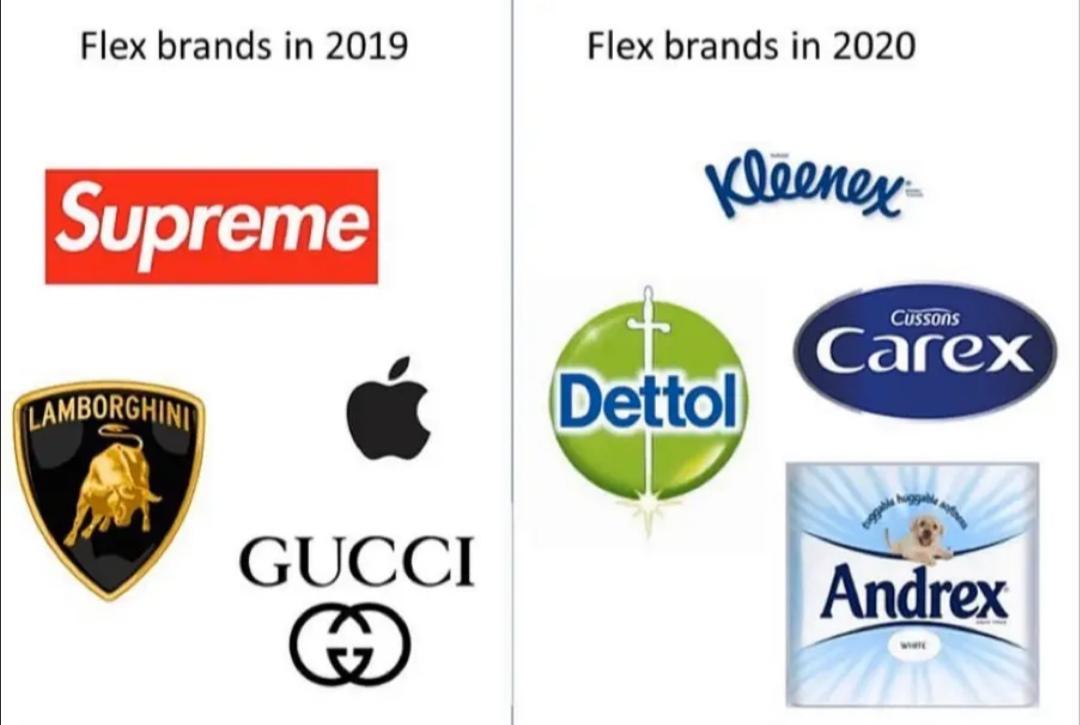 Flex brands in 2019
Supreme
LAMBORGHINI
GUCCI
Flex brands in 2020
Kleenex
Dettol
Cussons
Carex
tuggable huggable softness
Andrex
WHITE